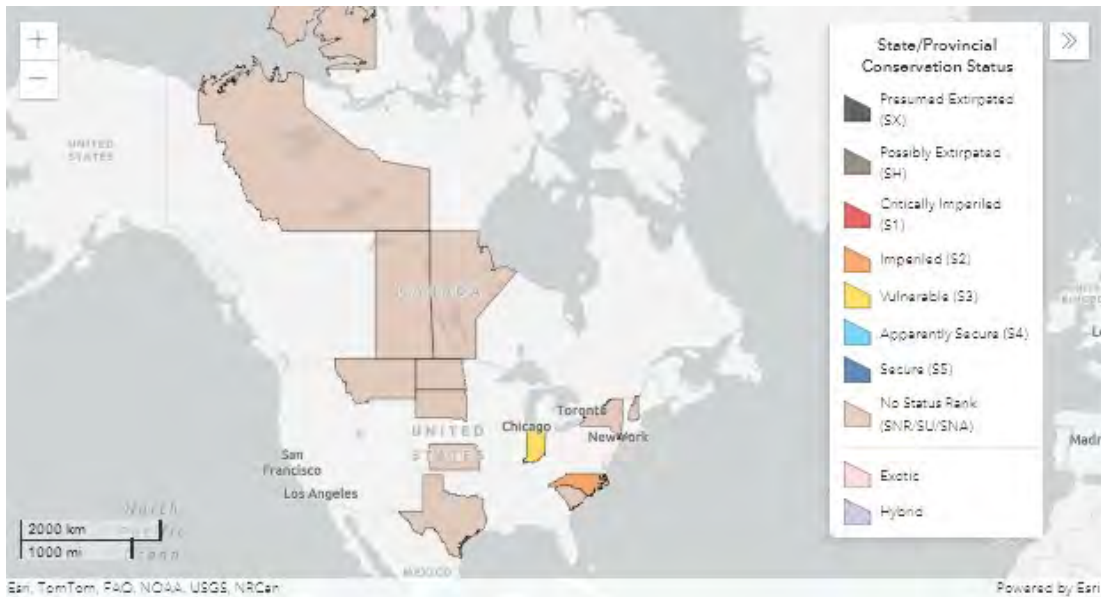 +
−
UNITED
STATES
CANADA
Toronto
Chicago
New York
UNITED
STATES
San
Francisco
Los Angeles
North
MEXICO
2000 km
1000 mi
State/Provincial
Conservation Status
Presumed Extirpated
(SX)
Possibly Extirpated
(SH)
Critically Imperiled
(S1)
Imperiled (S2)
Vulnerable (S3)
Apparently Secure (S4)
Secure (S5)
No Status Rank
(SNR/SU/SNA)
Exotic
Hybrid
Madr
Esri, TomTom, FAO, NOAA, USGS, NRCan
Powered by Esri